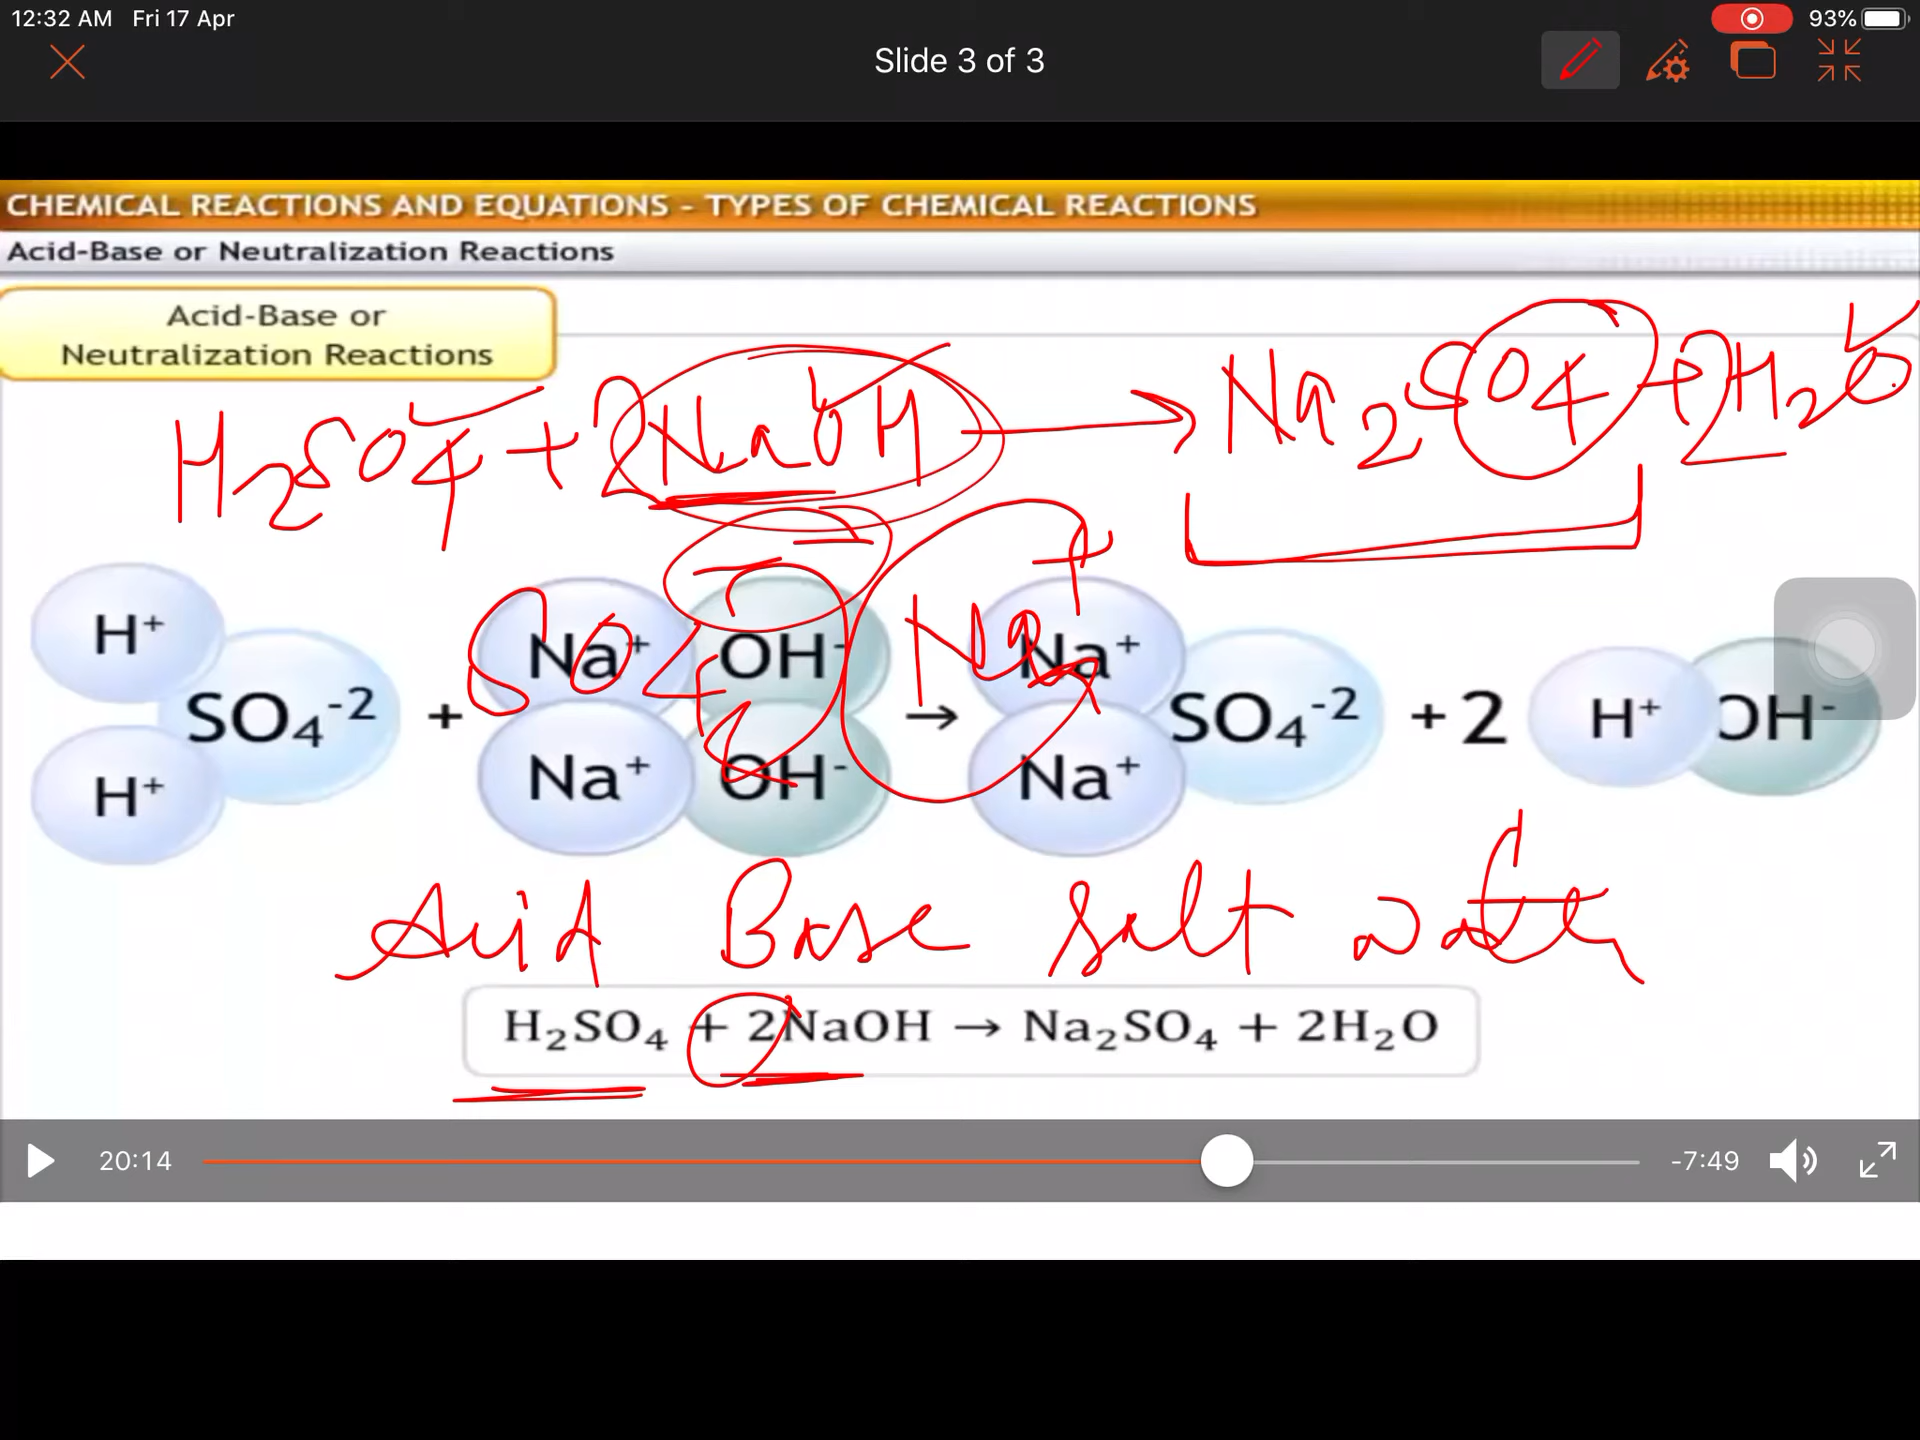 12:32 AM Fri 17 Apr 93%
Slide 3 of 3
CHEMICAL REACTIONS AND EQUATIONS - TYPES OF CHEMICAL REACTIONS
Acid-Base or Neutralization Reactions
Acid-Base or
Neutralization Reactions
H₂SO₄ + 2NaOH → Na₂SO₄ + 2H₂O
SO₄ Na⁺
H⁺ Na⁺ OH⁻ Na⁺
SO₄⁻² + → SO₄⁻² + 2 H⁺ OH⁻
H⁺ Na⁺ OH⁻ Na⁺
Acid Base Salt water
H₂SO₄ + 2NaOH → Na₂SO₄ + 2H₂O
20:14 -7:49